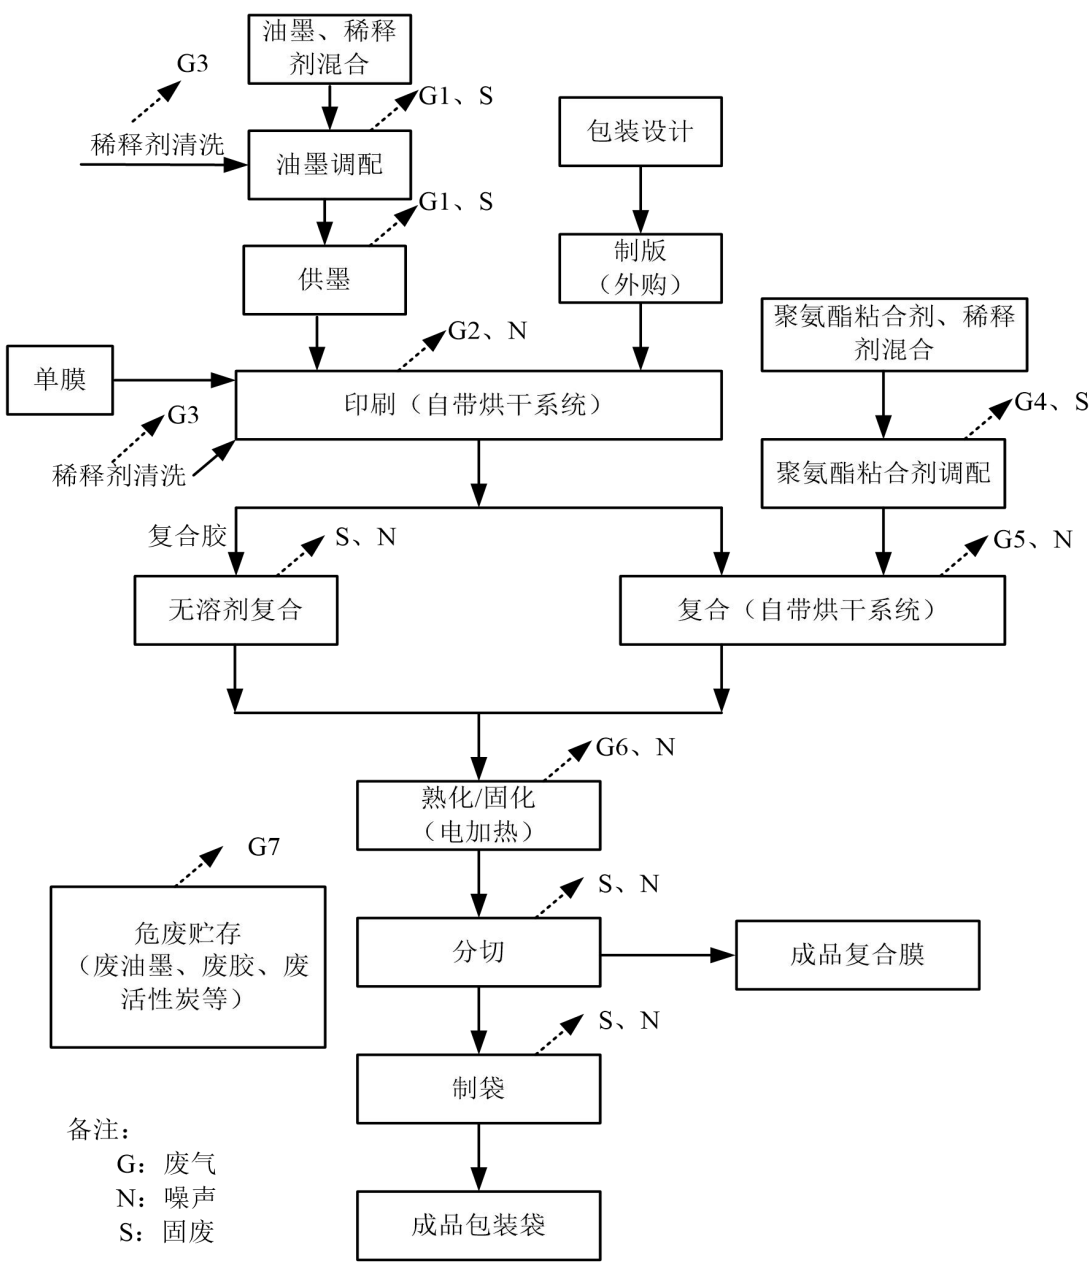 油墨、稀释
剂混合
G3
G1、S
稀释剂清洗
油墨调配
包装设计
G1、S
供墨
制版
（外购）
聚氨酯粘合剂、稀释
剂混合
G2、N
单膜
印刷（自带烘干系统）
G3
稀释剂清洗
G4、S
聚氨酯粘合剂调配
复合胶
S、N
G5、N
无溶剂复合
复合（自带烘干系统）
G6、N
熟化/固化
（电加热）
G7
危废贮存
（废油墨、废胶、废
活性炭等）
S、N
分切
成品复合膜
S、N
制袋
成品包装袋
备注：
G：废气
N：噪声
S：固废